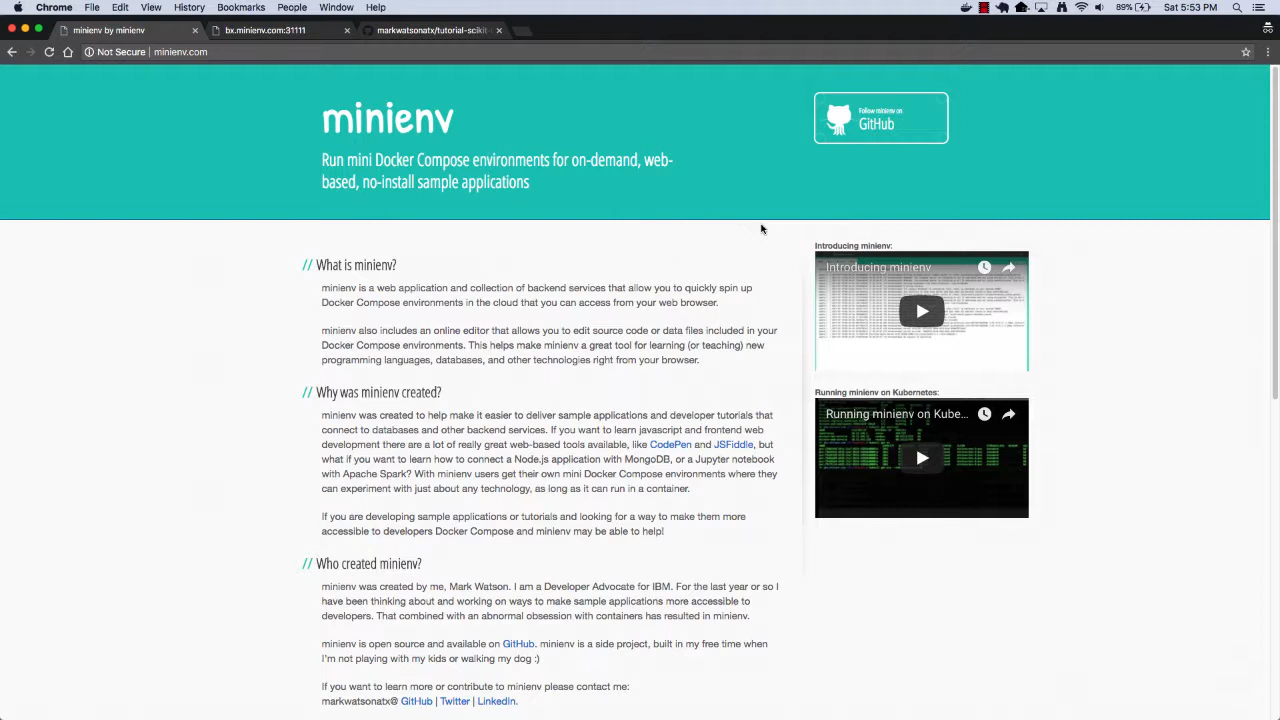 Chrome File Edit View History Bookmarks People Window Help
89% Sat 5:53 PM
minienv by minienv
bx.minienv.com:31111
markwatsonatx/tutorial-scikit-
Not Secure | minienv.com
minienv
Run mini Docker Compose environments for on-demand, web-
based, no-install sample applications
Follow minienv on
GitHub
// What is minienv?
minienv is a web application and collection of backend services that allow you to quickly spin up
Docker Compose environments in the cloud that you can access from your web browser.
minienv also includes an online editor that allows you to edit source code or data files included in your
Docker Compose environments. This helps make minienv a great tool for learning (or teaching) new
programming languages, databases, and other technologies right from your browser.
// Why was minienv created?
minienv was created to help make it easier to deliver sample applications and developer tutorials that
connect to databases and other backend services. If you want to learn javascript and frontend web
development there are a lot of really great web-based tools available, like CodePen and JSFiddle, but
what if you want to learn how to connect a Node.js application with MongoDB, or a Jupyter notebook
with Apache Spark? With minienv users get their own mini Docker Compose environments where they
can experiment with just about any technology, as long as it can run in a container.
If you are developing sample applications or tutorials and looking for a way to make them more
accessible to developers Docker Compose and minienv may be able to help!
// Who created minienv?
minienv was created by me, Mark Watson. I am a Developer Advocate for IBM. For the last year or so I
have been thinking about and working on ways to make sample applications more accessible to
developers. That combined with an abnormal obsession with containers has resulted in minienv.
minienv is open source and available on GitHub. minienv is a side project, built in my free time when
I'm not playing with my kids or walking my dog :)
If you want to learn more or contribute to minienv please contact me:
markwatsonatx@ GitHub | Twitter | LinkedIn.
Introducing minienv:
Introducing minienv
Running minienv on Kubernetes:
Running minienv on Kube...